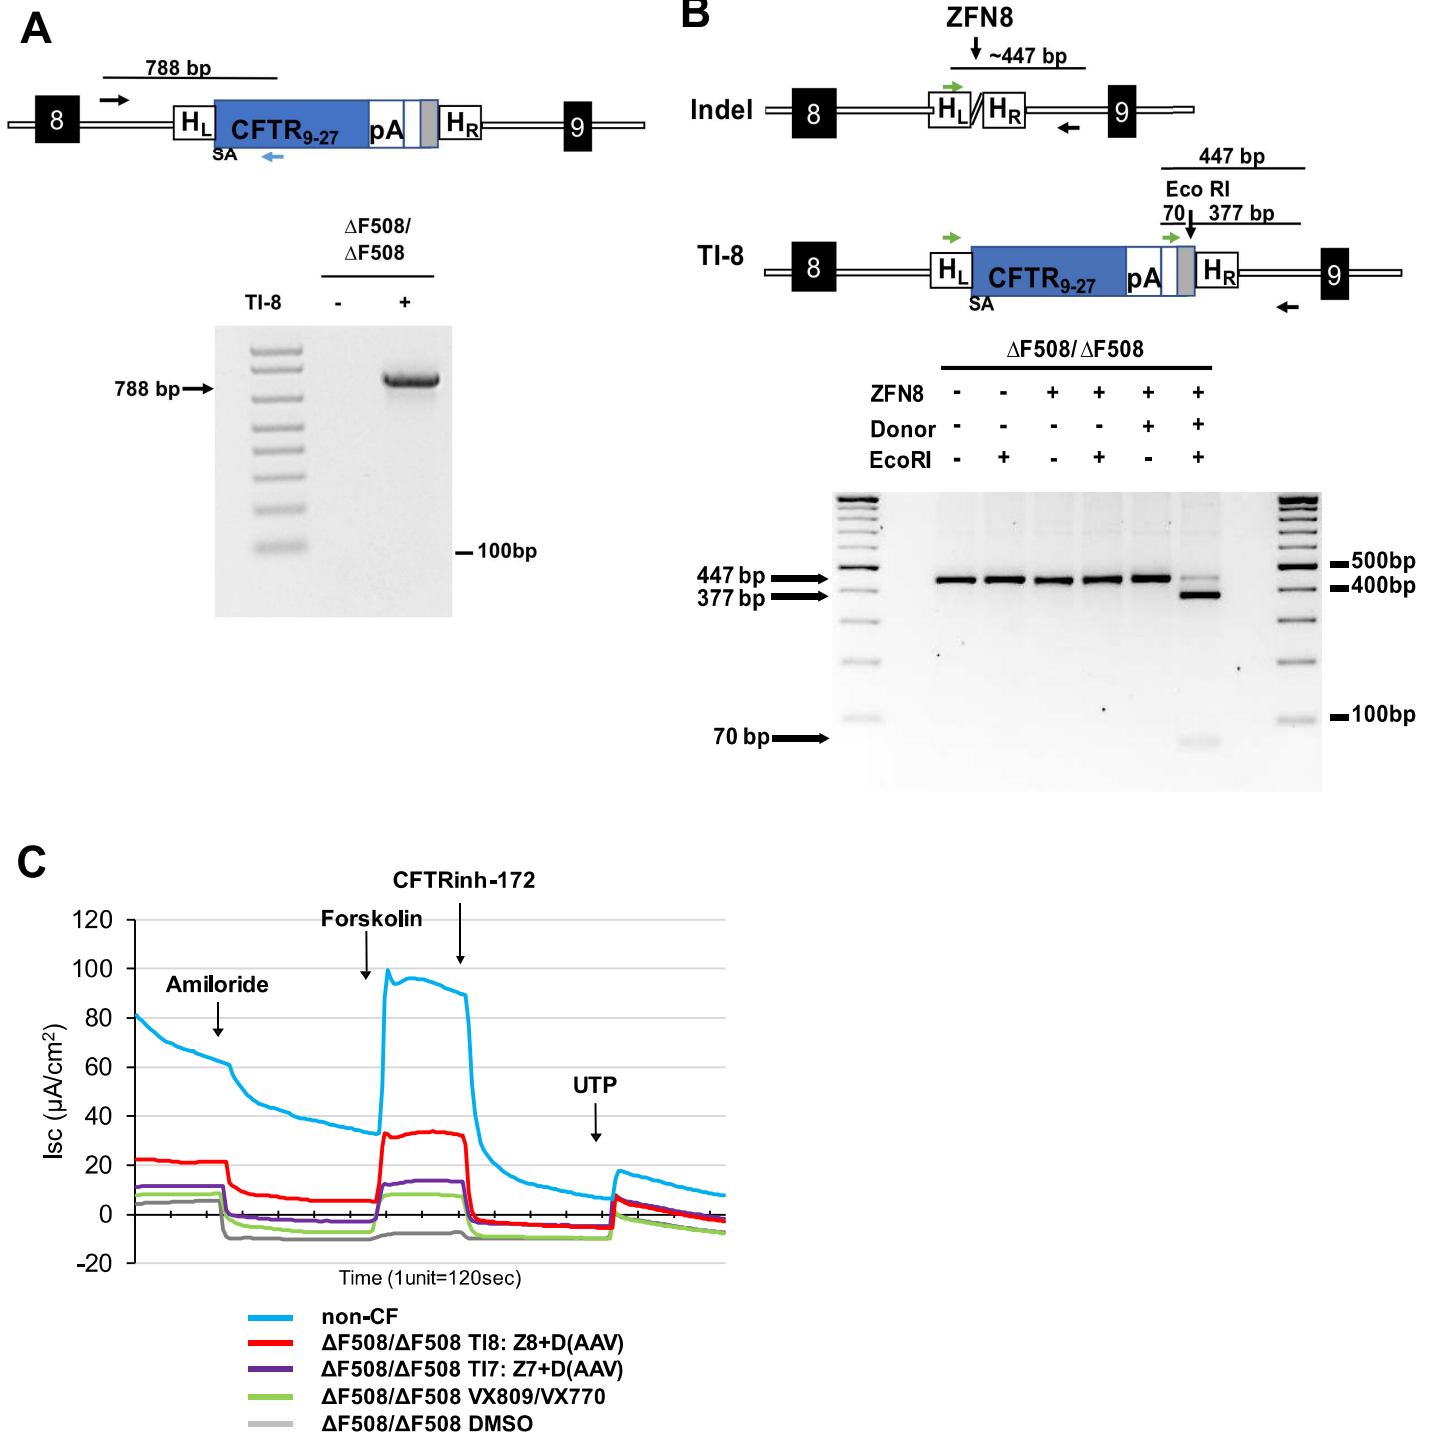 A
788 bp
8
HL
CFTR9-27
pA
HR
9
SA
ΔF508/
ΔF508
TI-8 - +
788 bp
100bp
B
ZFN8
~447 bp
Indel
8
HL
HR
9
447 bp
Eco RI
70 377 bp
TI-8
8
HL
CFTR9-27
pA
HR
9
SA
ΔF508/ ΔF508
ZFN8 - - + + + +
Donor - - - - + +
EcoRI - + - + - +
447 bp
377 bp
70 bp
500bp
400bp
100bp
C
CFTRinh-172
Forskolin
Amiloride
UTP
120
100
80
60
40
20
0
-20
Isc (µA/cm²)
Time (1unit=120sec)
non-CF
ΔF508/ΔF508 TI8: Z8+D(AAV)
ΔF508/ΔF508 TI7: Z7+D(AAV)
ΔF508/ΔF508 VX809/VX770
ΔF508/ΔF508 DMSO